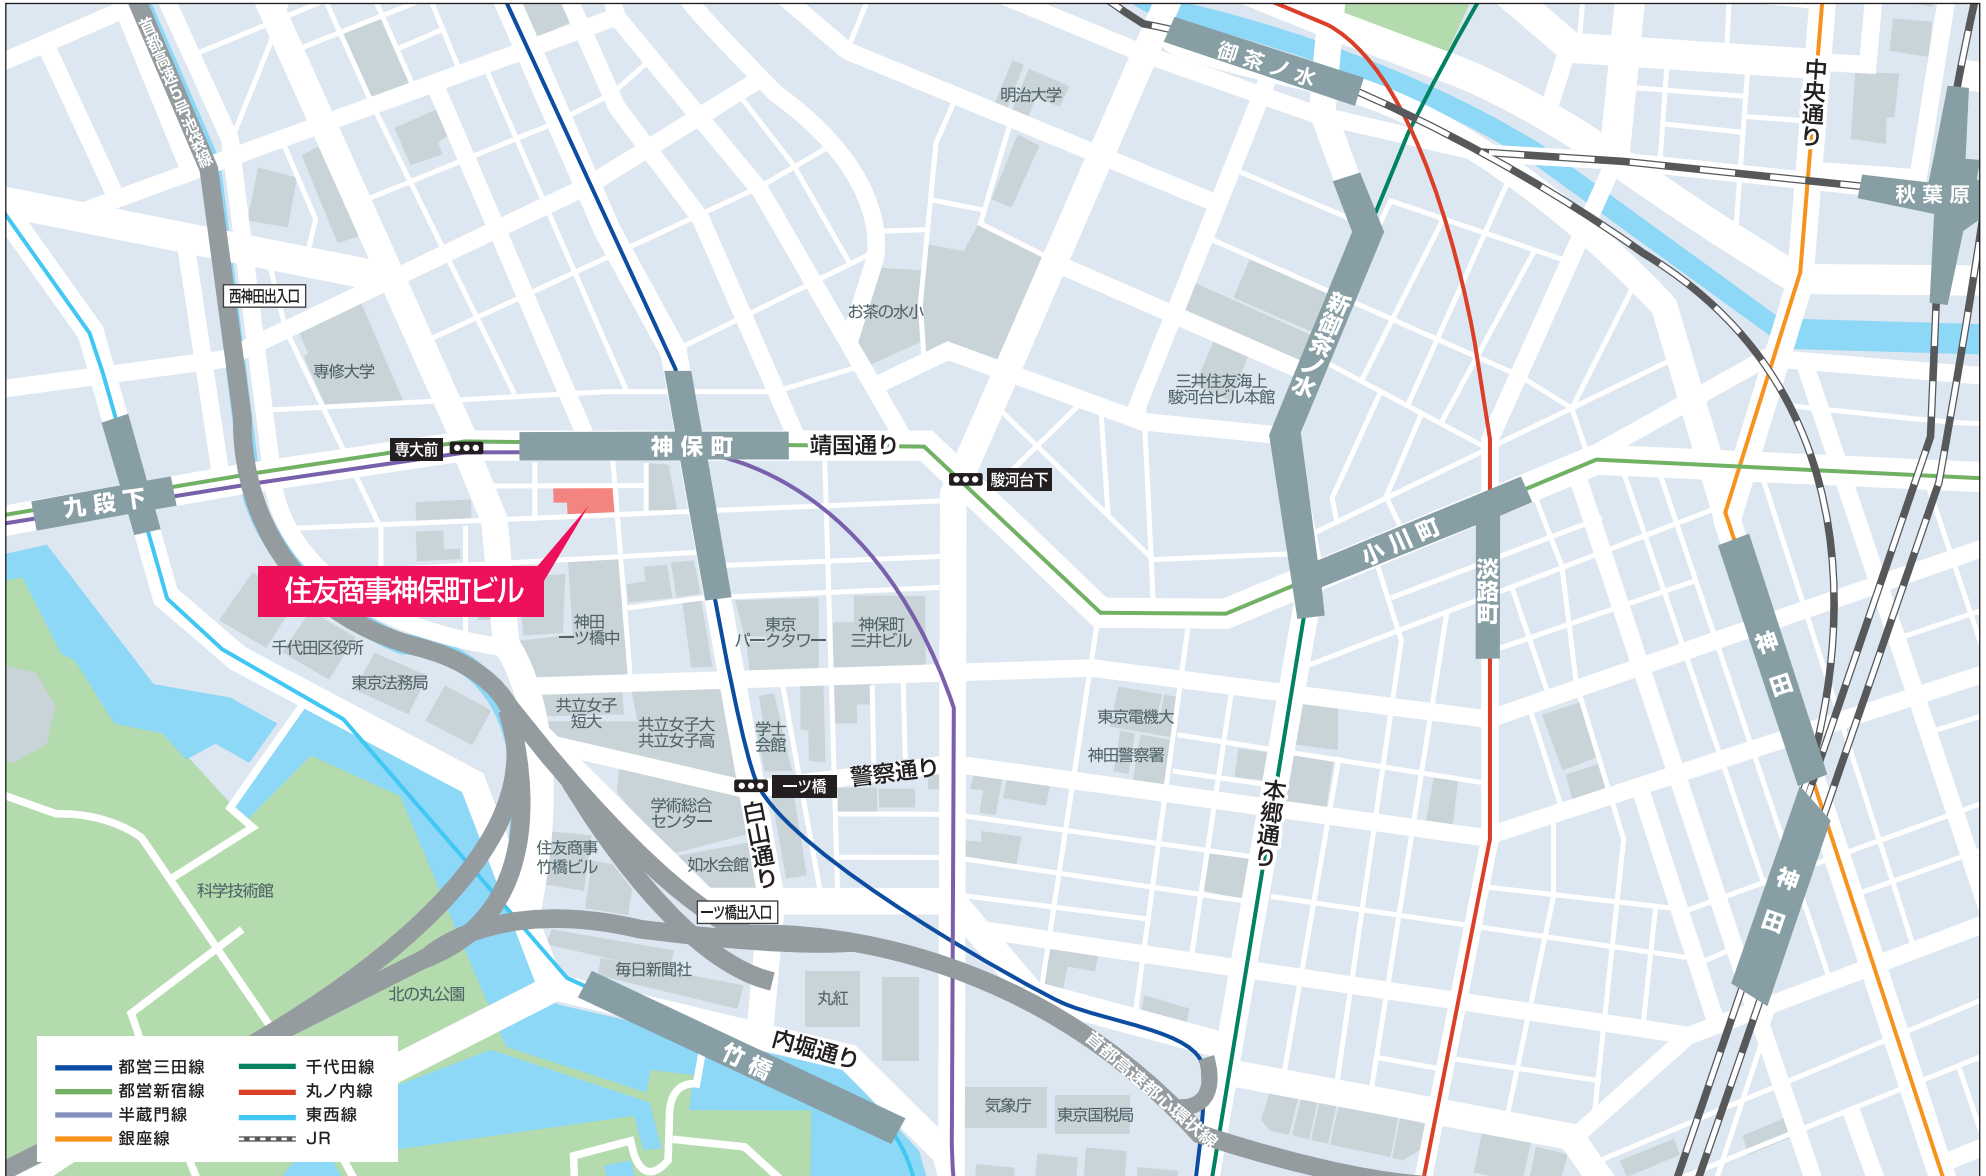 首都高速5号池袋線
御茶ノ水
明治大学
中央通り
秋葉原
西神田出入口
お茶の水小
新御茶ノ水
専修大学
三井住友海上
駿河台ビル本館
専大前
神保町
靖国通り
駿河台下
九段下
小川町
淡路町
住友商事神保町ビル
神田
一ツ橋中
東京
パークタワー
神保町
三井ビル
千代田区役所
東京法務局
神田
共立女子
短大
共立女子大
共立女子高
学士
会館
東京電機大
神田警察署
警察通り
一ツ橋
白山通り
本郷通り
学術総合
センター
住友商事
竹橋ビル
如水会館
科学技術館
一ツ橋出入口
神田
毎日新聞社
北の丸公園
丸紅
竹橋
内堀通り
首都高速都心環状線
気象庁
東京国税局
都営三田線
都営新宿線
半蔵門線
銀座線
千代田線
丸ノ内線
東西線
JR